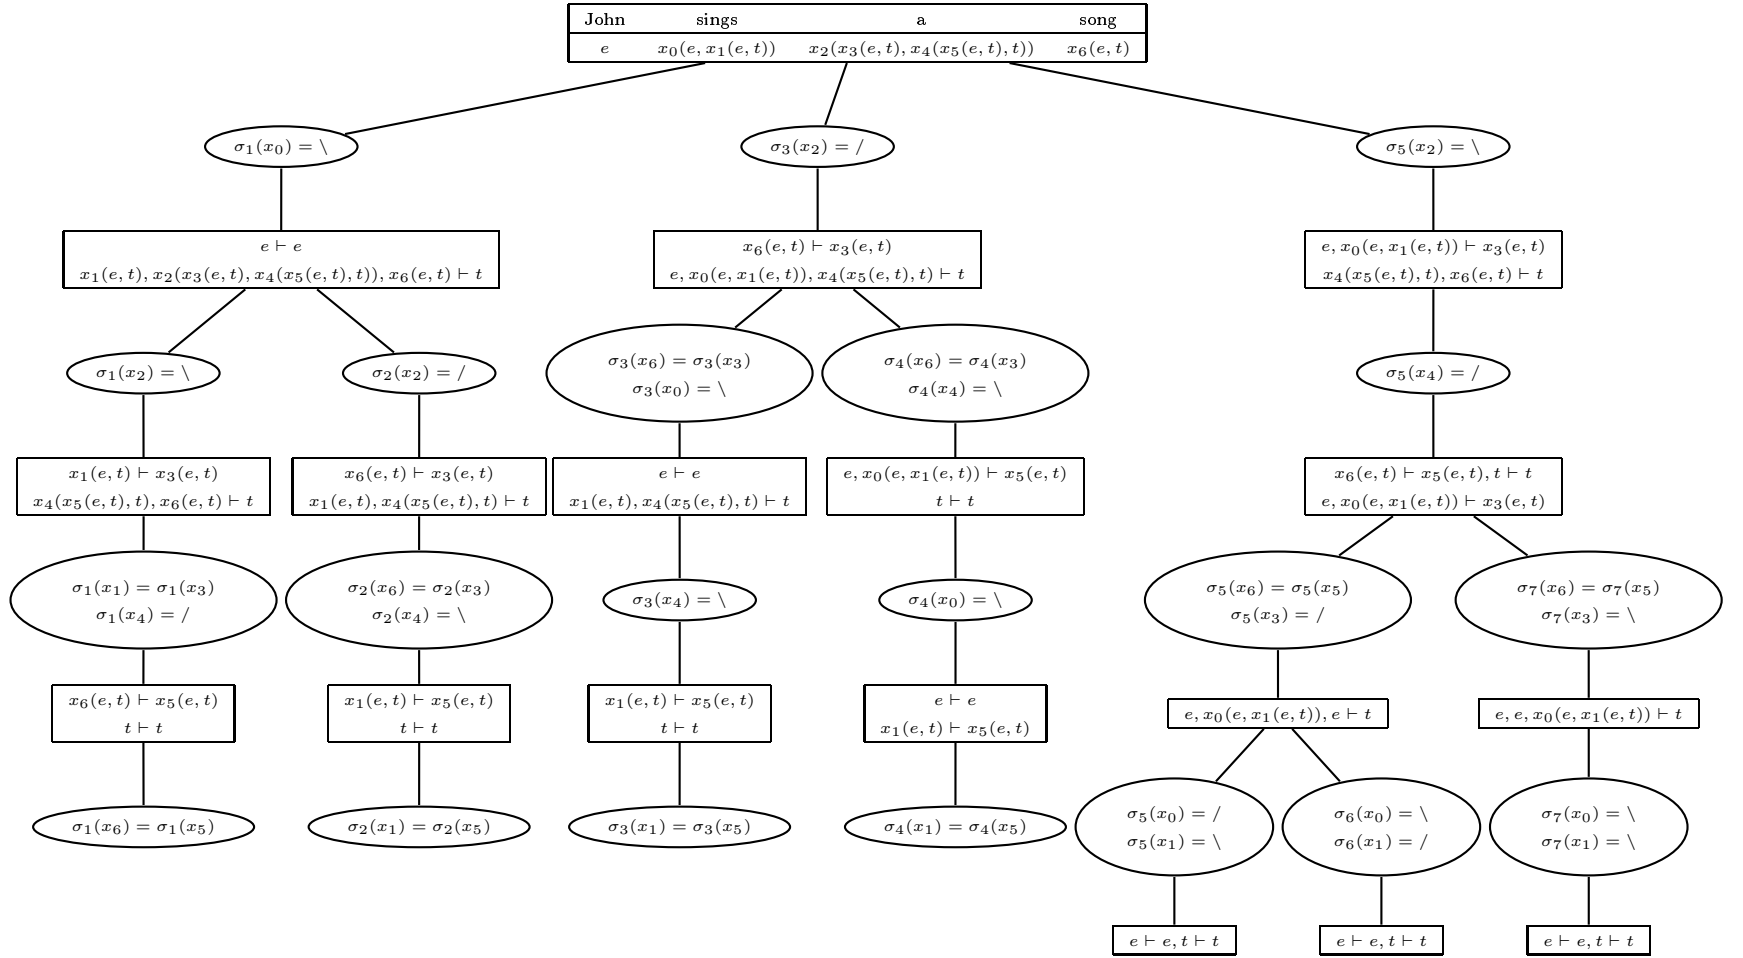 John sings a song
e x₀(e, x₁(e, t)) x₂(x₃(e, t), x₄(x₅(e, t), t)) x₆(e, t)
σ₁(x₀) = \ σ₃(x₂) = / σ₅(x₂) = \
e ⊢ e
x₁(e, t), x₂(x₃(e, t), x₄(x₅(e, t), t)), x₆(e, t) ⊢ t
x₆(e, t) ⊢ x₃(e, t)
e, x₀(e, x₁(e, t)), x₄(x₅(e, t), t) ⊢ t
e, x₀(e, x₁(e, t)) ⊢ x₃(e, t)
x₄(x₅(e, t), t), x₆(e, t) ⊢ t
σ₁(x₂) = \
σ₂(x₂) = /
σ₃(x₆) = σ₃(x₃)
σ₃(x₀) = \
σ₄(x₆) = σ₄(x₃)
σ₄(x₄) = \
σ₅(x₄) = /
x₁(e, t) ⊢ x₃(e, t)
x₄(x₅(e, t), t), x₆(e, t) ⊢ t
x₆(e, t) ⊢ x₃(e, t)
x₁(e, t), x₄(x₅(e, t), t) ⊢ t
e ⊢ e
x₁(e, t), x₄(x₅(e, t), t) ⊢ t
e, x₀(e, x₁(e, t)) ⊢ x₅(e, t)
t ⊢ t
x₆(e, t) ⊢ x₅(e, t), t ⊢ t
e, x₀(e, x₁(e, t)) ⊢ x₃(e, t)
σ₁(x₁) = σ₁(x₃)
σ₁(x₄) = /
σ₂(x₆) = σ₂(x₃)
σ₂(x₄) = \
σ₃(x₄) = \
σ₄(x₀) = \
σ₅(x₆) = σ₅(x₅)
σ₅(x₃) = /
σ₇(x₆) = σ₇(x₅)
σ₇(x₃) = \
x₆(e, t) ⊢ x₅(e, t)
t ⊢ t
x₁(e, t) ⊢ x₅(e, t)
t ⊢ t
x₁(e, t) ⊢ x₅(e, t)
t ⊢ t
e ⊢ e
x₁(e, t) ⊢ x₅(e, t)
e, x₀(e, x₁(e, t)), e ⊢ t
e, e, x₀(e, x₁(e, t)) ⊢ t
σ₁(x₆) = σ₁(x₅)
σ₂(x₁) = σ₂(x₅)
σ₃(x₁) = σ₃(x₅)
σ₄(x₁) = σ₄(x₅)
σ₅(x₀) = /
σ₅(x₁) = \
σ₆(x₀) = \
σ₆(x₁) = /
σ₇(x₀) = \
σ₇(x₁) = \
e ⊢ e, t ⊢ t
e ⊢ e, t ⊢ t
e ⊢ e, t ⊢ t